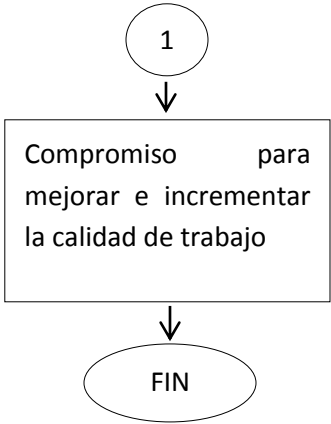 1
Compromiso para
mejorar e incrementar
la calidad de trabajo
FIN